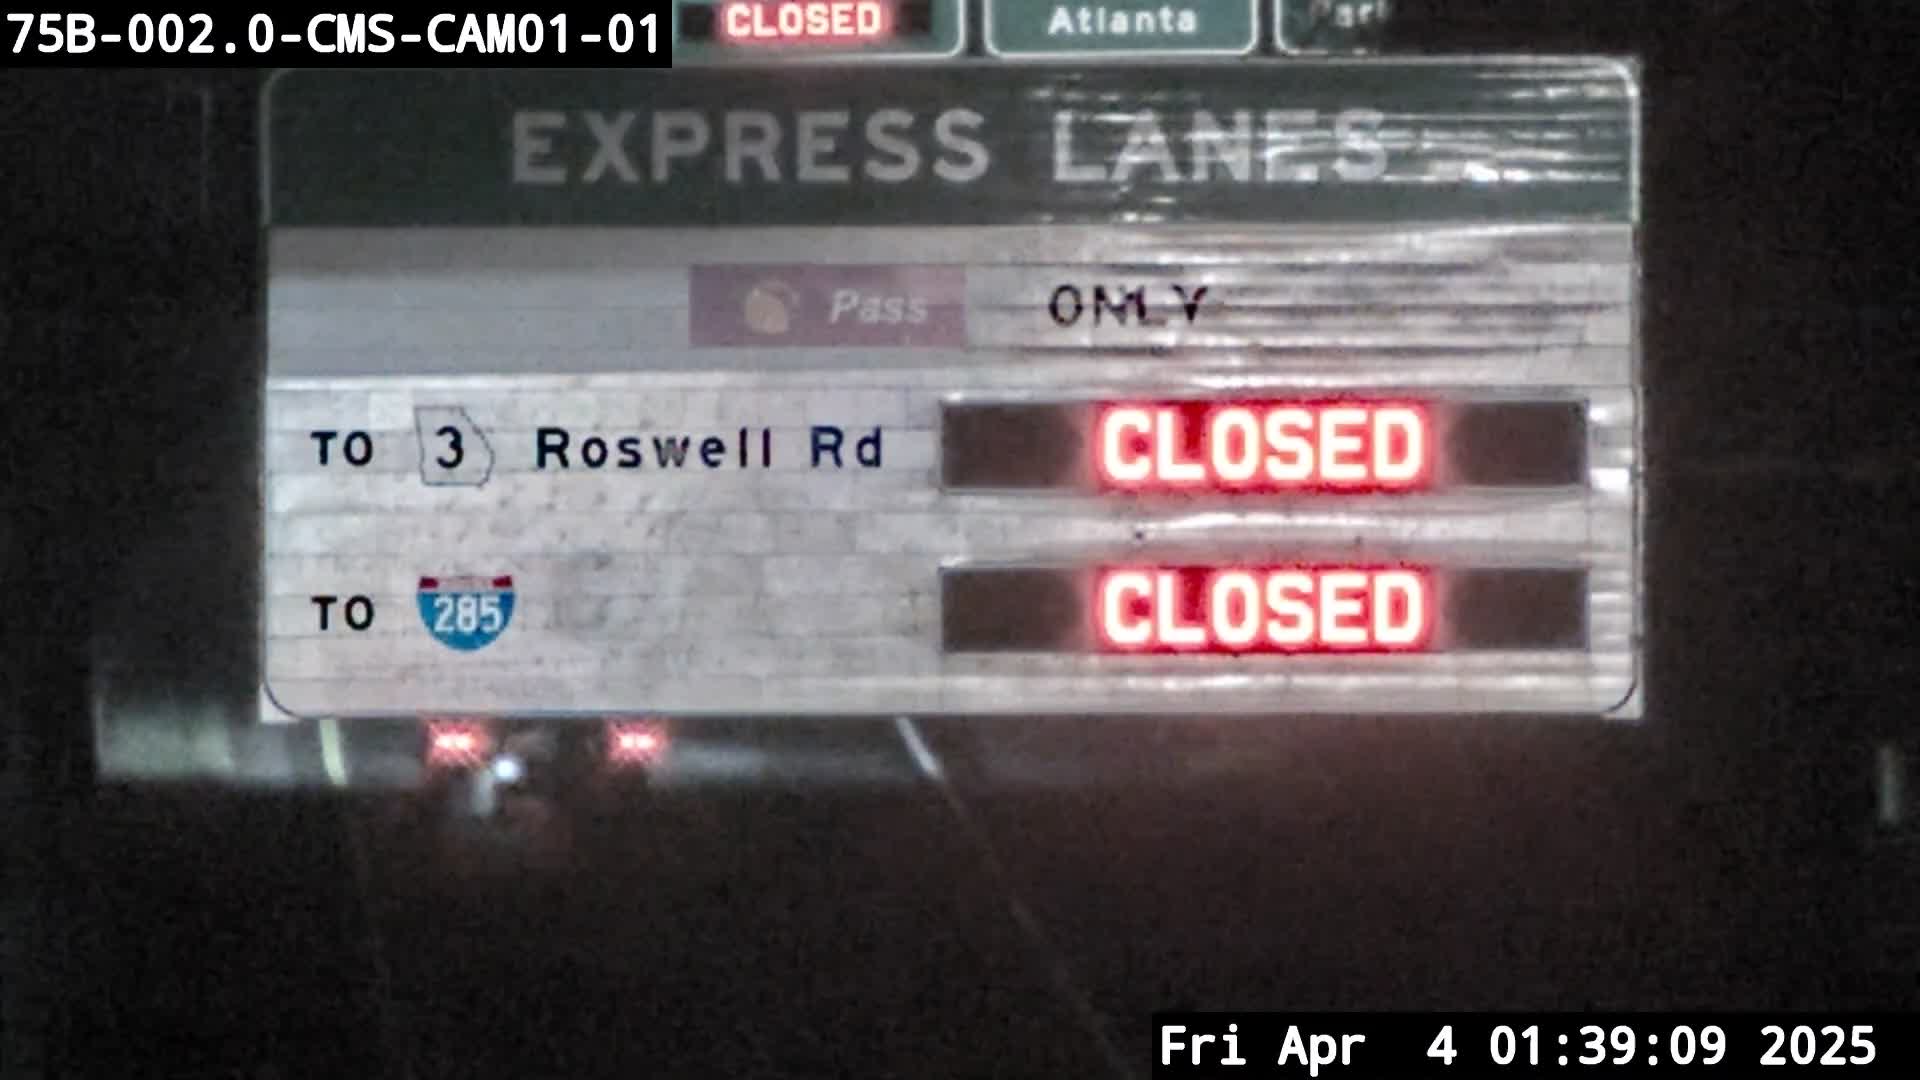 75B-002.0-CMS-CAM01-01
CLOSED
Atlanta
EXPRESS LANES
Pass ONLY
TO 3 Roswell Rd CLOSED
TO 285 CLOSED
Fri Apr 4 01:39:09 2025